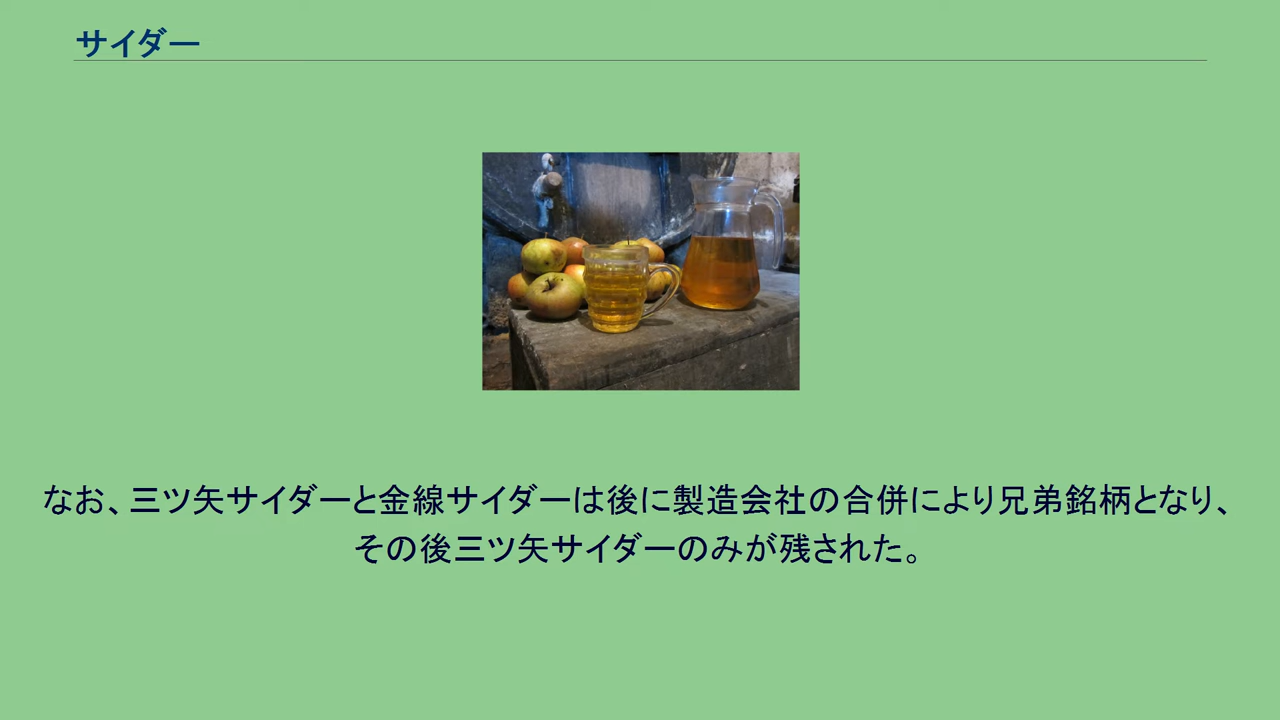 サイダー
なお、三ツ矢サイダーと金線サイダーは後に製造会社の合併により兄弟銘柄となり、
その後三ツ矢サイダーのみが残された。